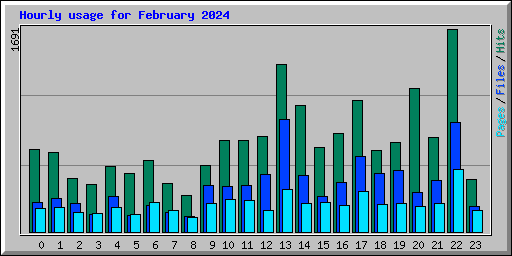 Hourly usage for February 2024
1691
Pages / Files / Hits
0 1 2 3 4 5 6 7 8 9 10 11 12 13 14 15 16 17 18 19 20 21 22 23